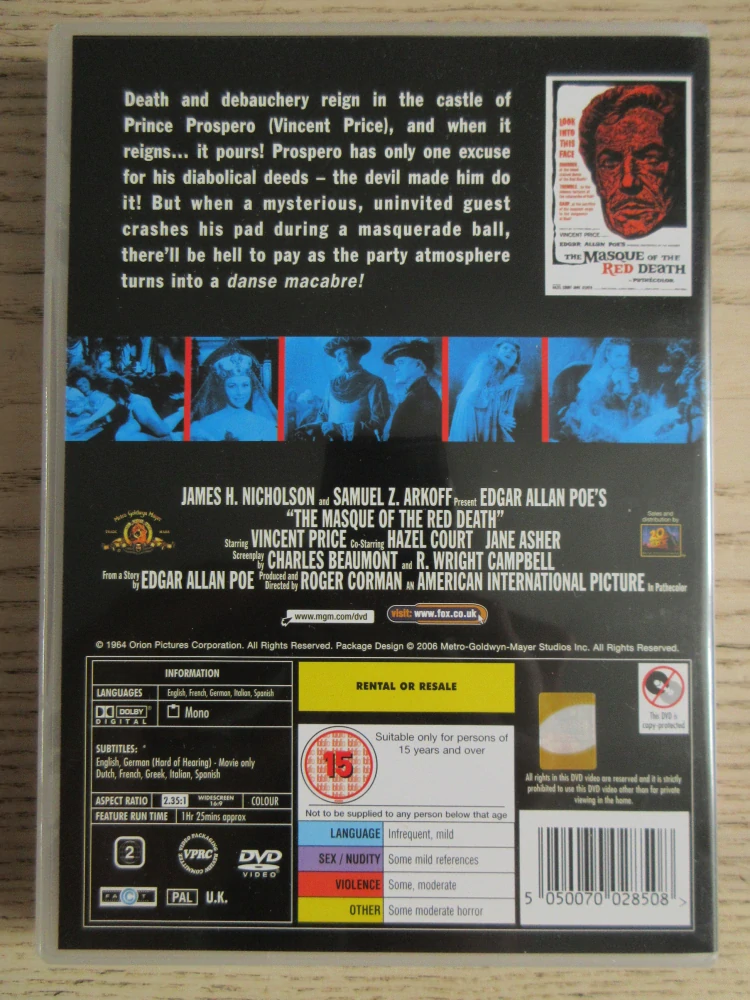 Death and debauchery reign in the castle of
Prince Prospero (Vincent Price), and when it
reigns... it pours! Prospero has only one excuse
for his diabolical deeds – the devil made him do
it! But when a mysterious, uninvited guest
crashes his pad during a masquerade ball,
there'll be hell to pay as the party atmosphere
turns into a danse macabre!
LOOK
INTO
THIS
FACE
VINCENT PRICE
EDGAR ALLAN POE'S
THE MASQUE OF THE
RED DEATH
PATHÉCOLOR
JAMES H. NICHOLSON and SAMUEL Z. ARKOFF Present EDGAR ALLAN POE'S
"THE MASQUE OF THE RED DEATH"
Starring VINCENT PRICE Co-Starring HAZEL COURT JANE ASHER
Screenplay by CHARLES BEAUMONT and R. WRIGHT CAMPBELL
From a Story by EDGAR ALLAN POE Produced and Directed by ROGER CORMAN AN AMERICAN INTERNATIONAL PICTURE In Pathecolor
Metro Goldwyn Mayer
Sales and
distribution by
www.mgm.com/dvd
visit: www.fox.co.uk
© 1964 Orion Pictures Corporation. All Rights Reserved. Package Design © 2006 Metro-Goldwyn-Mayer Studios Inc. All Rights Reserved.
INFORMATION
LANGUAGES English, French, German, Italian, Spanish
DOLBY DIGITAL Mono
SUBTITLES: *
English, German (Hard of Hearing) - Movie only
Dutch, French, Greek, Italian, Spanish
ASPECT RATIO 2.35:1 WIDESCREEN 16:9 COLOUR
FEATURE RUN TIME 1Hr 25mins approx
2
VIDEO PACKAGING REVIEW COMMITTEE
VPRC
DVD
VIDEO
FACT
PAL U.K.
RENTAL OR RESALE
15
Suitable only for persons of
15 years and over
Not to be supplied to any person below that age
LANGUAGE Infrequent, mild
SEX / NUDITY Some mild references
VIOLENCE Some, moderate
OTHER Some moderate horror
This DVD is
copy-protected
All rights in this DVD video are reserved and it is strictly
prohibited to use this DVD video other than for private
viewing in the home.
5 050070 028508 >